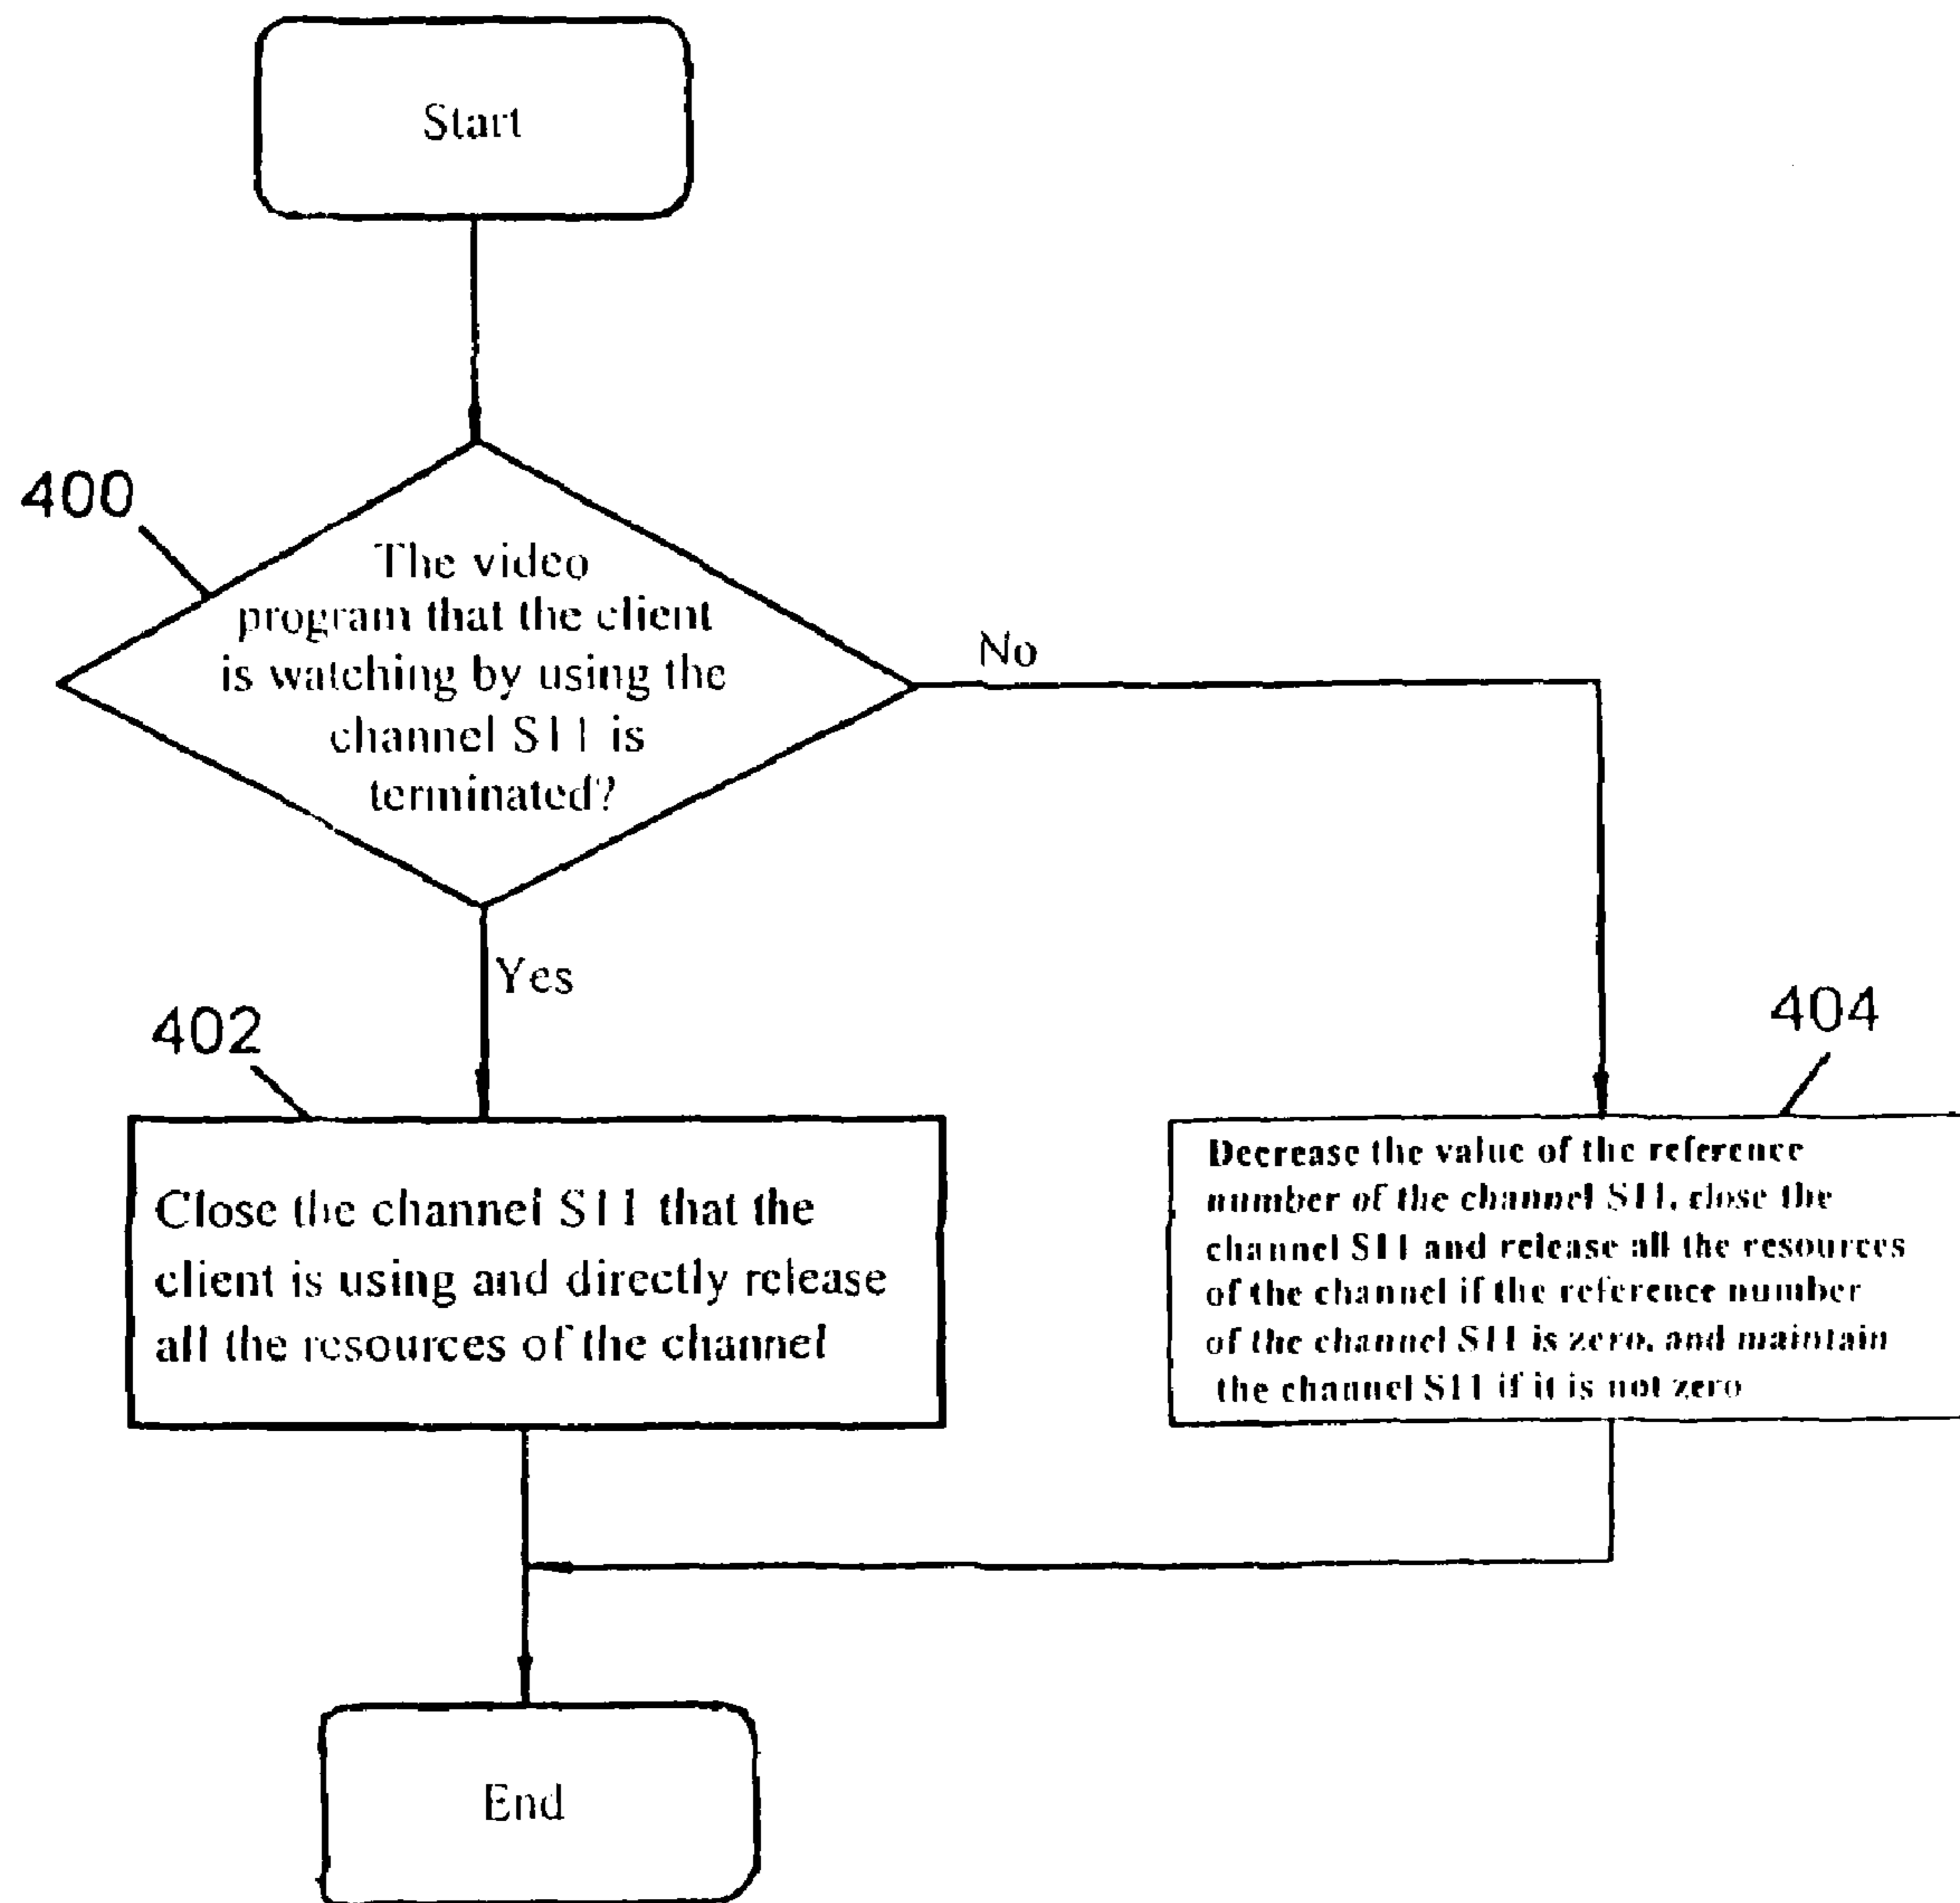 Start
400
The video
program that the client
is watching by using the
channel S11 is
terminated?
No
Yes
402
404
Close the channel S11 that the
client is using and directly release
all the resources of the channel
Decrease the value of the reference
number of the channel S11, close the
channel S11 and release all the resources
of the channel if the reference number
of the channel S11 is zero, and maintain
the channel S11 if it is not zero
End